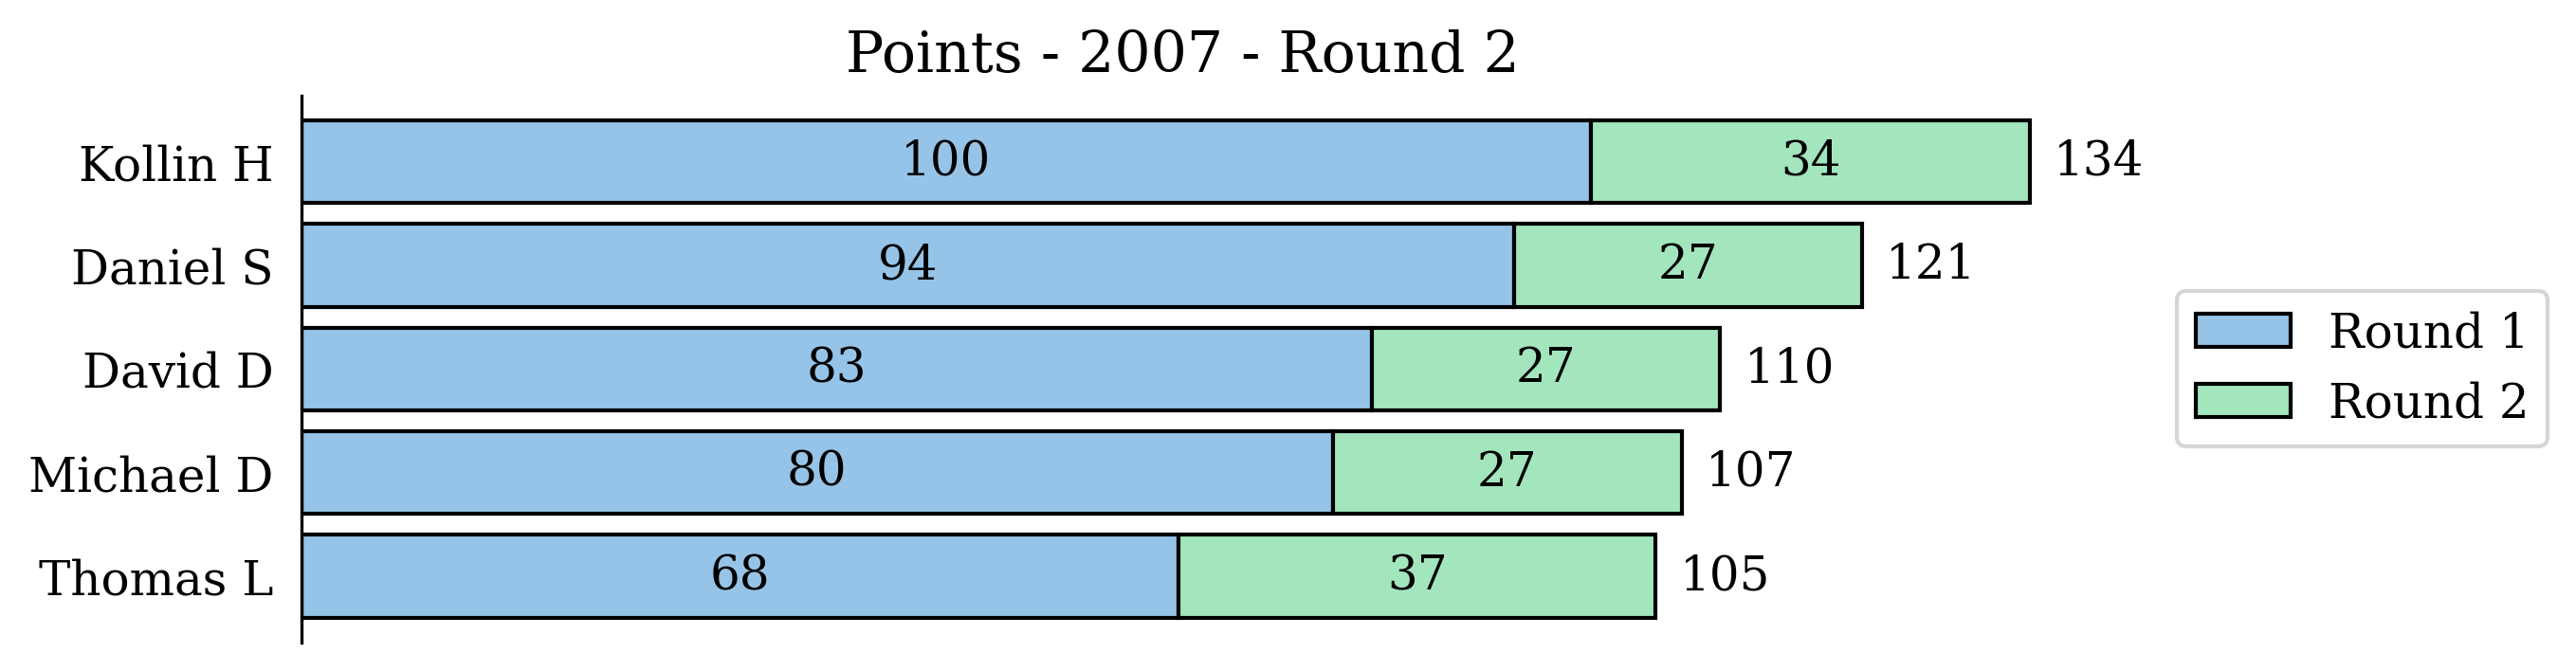 Points - 2007 - Round 2
Kollin H 100 34 134
Daniel S 94 27 121
David D 83 27 110
Michael D 80 27 107
Thomas L 68 37 105
Round 1
Round 2